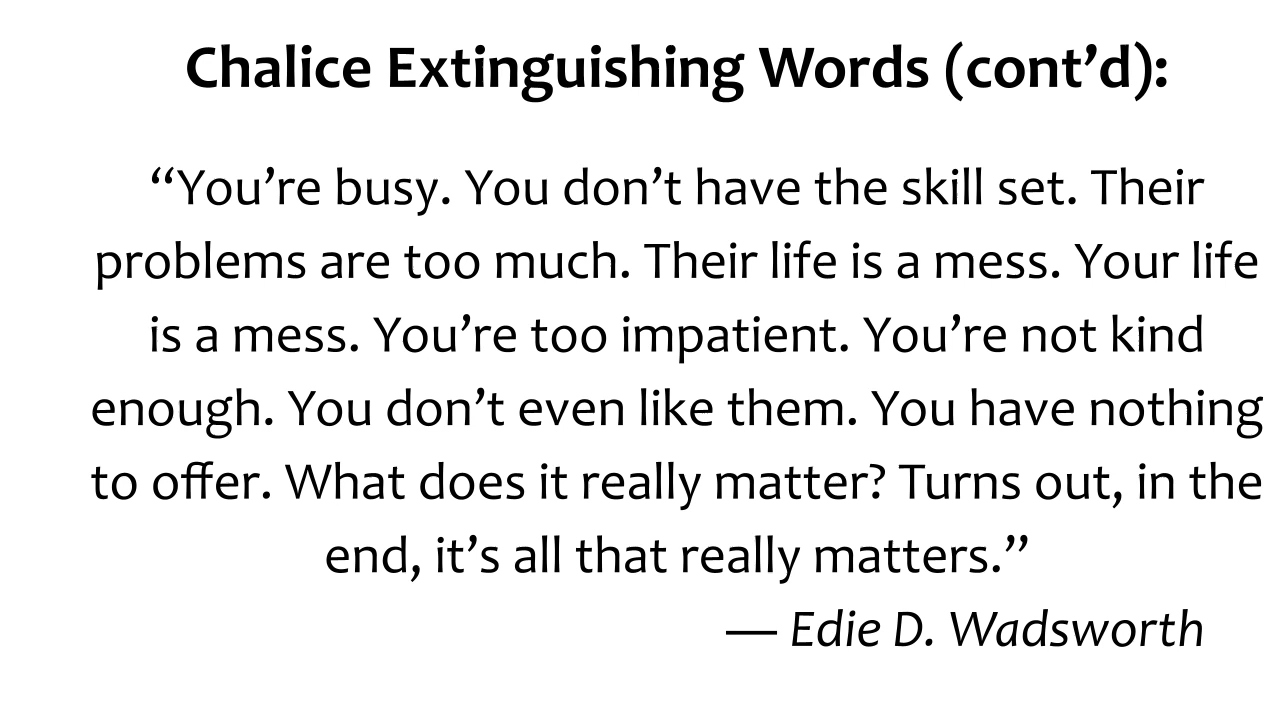 Chalice Extinguishing Words (cont’d):
“You’re busy. You don’t have the skill set. Their
problems are too much. Their life is a mess. Your life
is a mess. You’re too impatient. You’re not kind
enough. You don’t even like them. You have nothing
to offer. What does it really matter? Turns out, in the
end, it’s all that really matters.”
— Edie D. Wadsworth